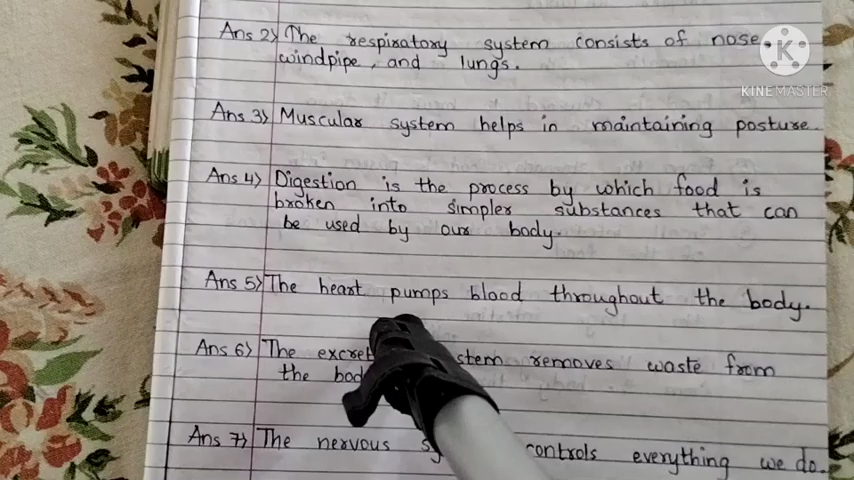 Ans 2) The respiratory system consists of nose,
windpipe, and lungs.
Ans 3) Muscular system helps in maintaining posture.
Ans 4) Digestion is the process by which food is
broken into simpler substances that can
be used by our body.
Ans 5) The heart pumps blood throughout the body.
Ans 6) The removes waste from
the
Ans 7) The nervous controls everything we do.
K
KINEMASTER